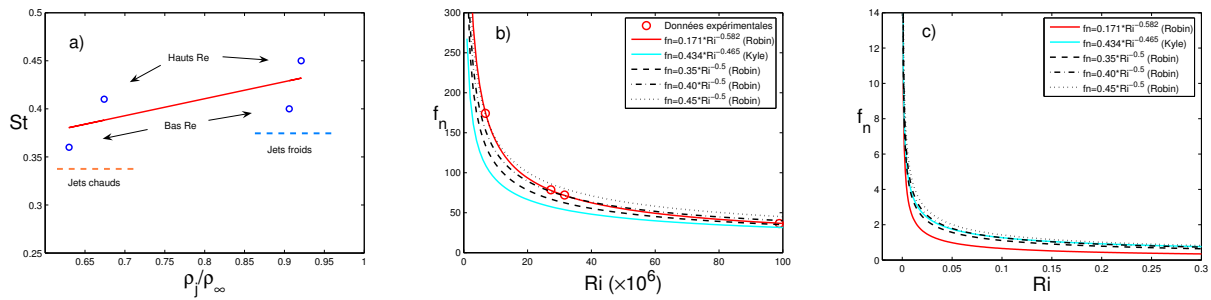 a)
Hauts Re
Bas Re
Jets froids
Jets chauds
St
0.5
0.45
0.4
0.35
0.3
0.25
0.65 0.7 0.75 0.8 0.85 0.9 0.95 1
ρj/ρ∞
b)
Données expérimentales
fn=0.171*Ri^-0.582 (Robin)
fn=0.434*Ri^-0.465 (Kyle)
fn=0.35*Ri^-0.5 (Robin)
fn=0.40*Ri^-0.5 (Robin)
fn=0.45*Ri^-0.5 (Robin)
fn
300
250
200
150
100
50
0
0 20 40 60 80 100
Ri (×10^6)
c)
fn=0.171*Ri^-0.582 (Robin)
fn=0.434*Ri^-0.465 (Kyle)
fn=0.35*Ri^-0.5 (Robin)
fn=0.40*Ri^-0.5 (Robin)
fn=0.45*Ri^-0.5 (Robin)
fn
14
12
10
8
6
4
2
0
0 0.05 0.1 0.15 0.2 0.25 0.3
Ri